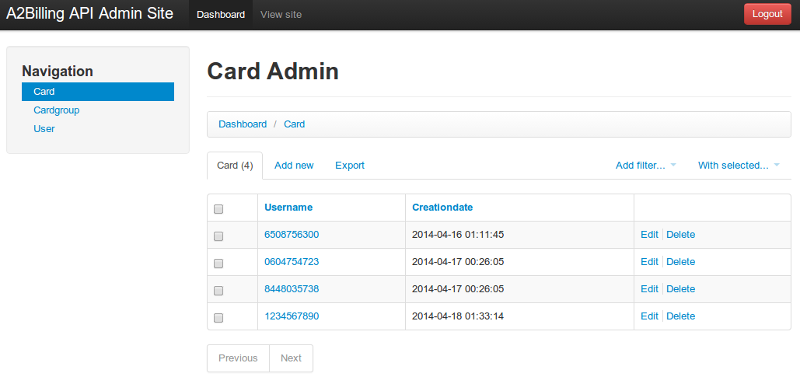 A2Billing API Admin Site Dashboard View site Logout
Navigation
Card
Cardgroup
User
Card Admin
Dashboard / Card
Card (4) Add new Export Add filter... With selected...
Username Creationdate
6508756300 2014-04-16 01:11:45 Edit Delete
0604754723 2014-04-17 00:26:05 Edit Delete
8448035738 2014-04-17 00:26:05 Edit Delete
1234567890 2014-04-18 01:33:14 Edit Delete
Previous Next